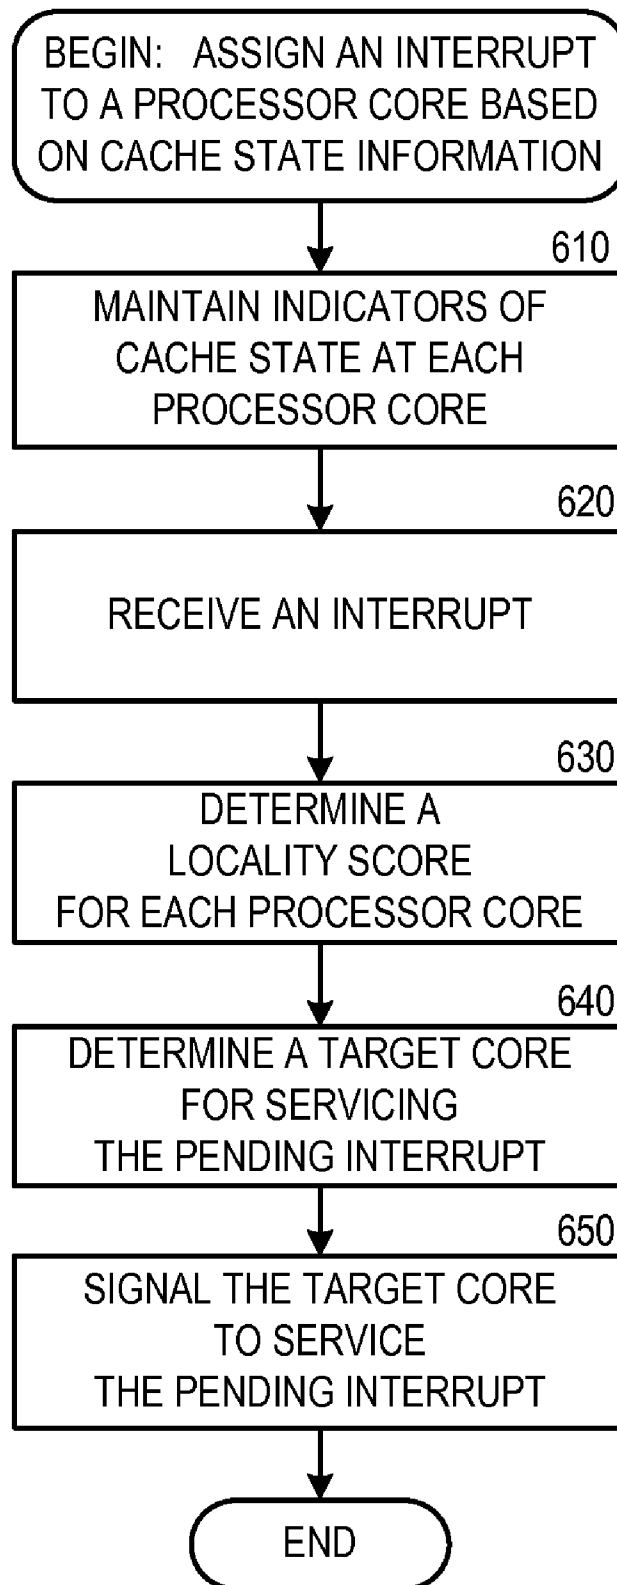 BEGIN: ASSIGN AN INTERRUPT
TO A PROCESSOR CORE BASED
ON CACHE STATE INFORMATION
610
MAINTAIN INDICATORS OF
CACHE STATE AT EACH
PROCESSOR CORE
620
RECEIVE AN INTERRUPT
630
DETERMINE A
LOCALITY SCORE
FOR EACH PROCESSOR CORE
640
DETERMINE A TARGET CORE
FOR SERVICING
THE PENDING INTERRUPT
650
SIGNAL THE TARGET CORE
TO SERVICE
THE PENDING INTERRUPT
END